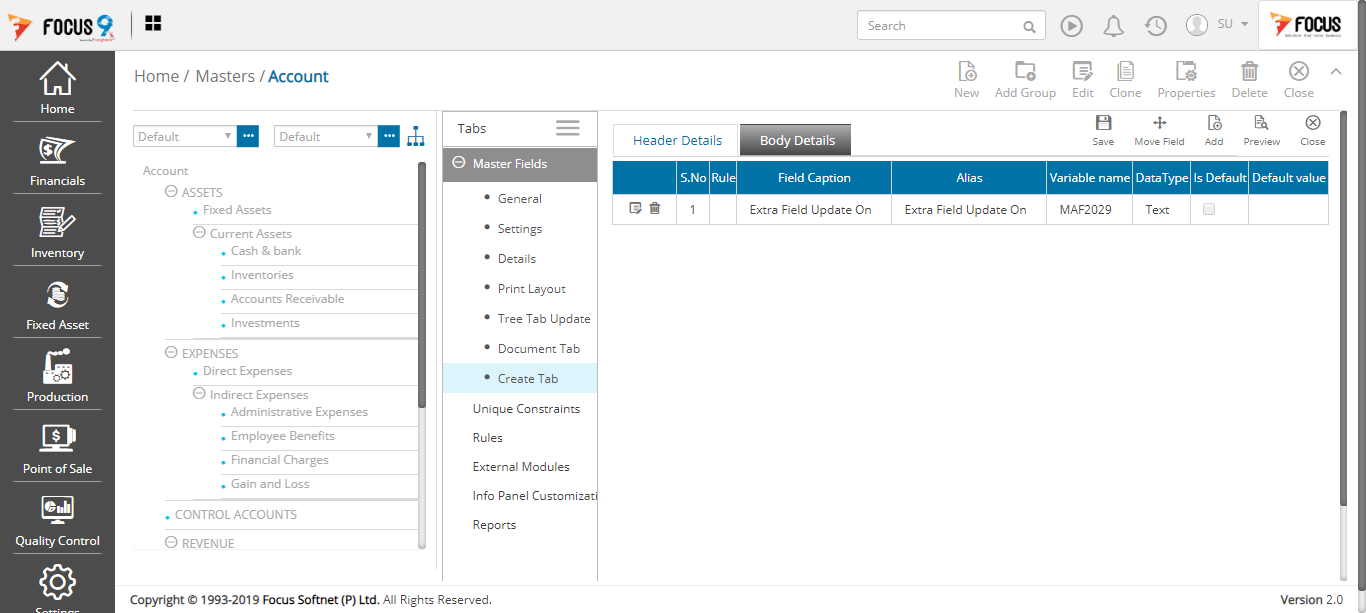 FOCUS 9
Search
SU
FOCUS
Home
Financials
Inventory
Fixed Asset
Production
Point of Sale
Quality Control
Settings
Home / Masters / Account
New
Add Group
Edit
Clone
Properties
Delete
Close
Default
Default
Account
ASSETS
Fixed Assets
Current Assets
Cash & bank
Inventories
Accounts Receivable
Investments
EXPENSES
Direct Expenses
Indirect Expenses
Administrative Expenses
Employee Benefits
Financial Charges
Gain and Loss
CONTROL ACCOUNTS
REVENUE
Tabs
Master Fields
General
Settings
Details
Print Layout
Tree Tab Update
Document Tab
Create Tab
Unique Constraints
Rules
External Modules
Info Panel Customizati
Reports
Header Details
Body Details
Save
Move Field
Add
Preview
Close
S.No Rule Field Caption Alias Variable name DataType Is Default Default value
1 Extra Field Update On Extra Field Update On MAF2029 Text
Copyright © 1993-2019 Focus Softnet (P) Ltd. All Rights Reserved.
Version 2.0